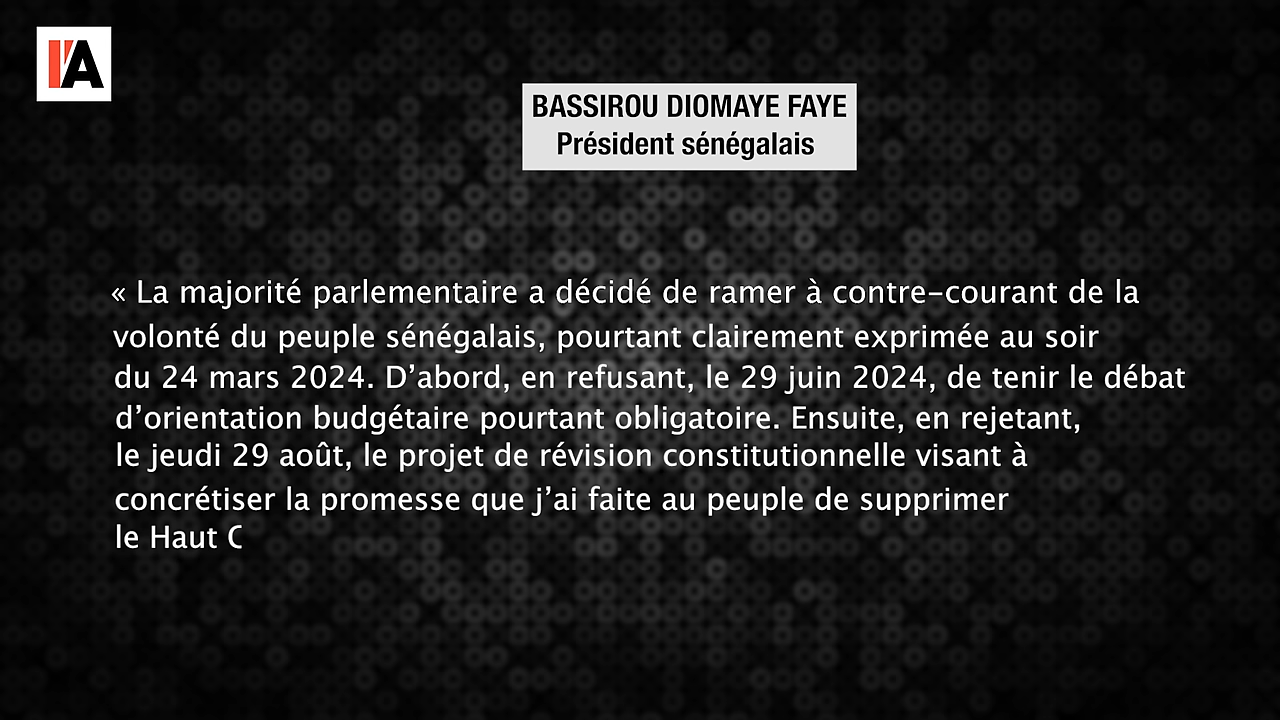 l'A
BASSIROU DIOMAYE FAYE
Président sénégalais
« La majorité parlementaire a décidé de ramer à contre-courant de la
volonté du peuple sénégalais, pourtant clairement exprimée au soir
du 24 mars 2024. D’abord, en refusant, le 29 juin 2024, de tenir le débat
d’orientation budgétaire pourtant obligatoire. Ensuite, en rejetant,
le jeudi 29 août, le projet de révision constitutionnelle visant à
concrétiser la promesse que j’ai faite au peuple de supprimer
le Haut C